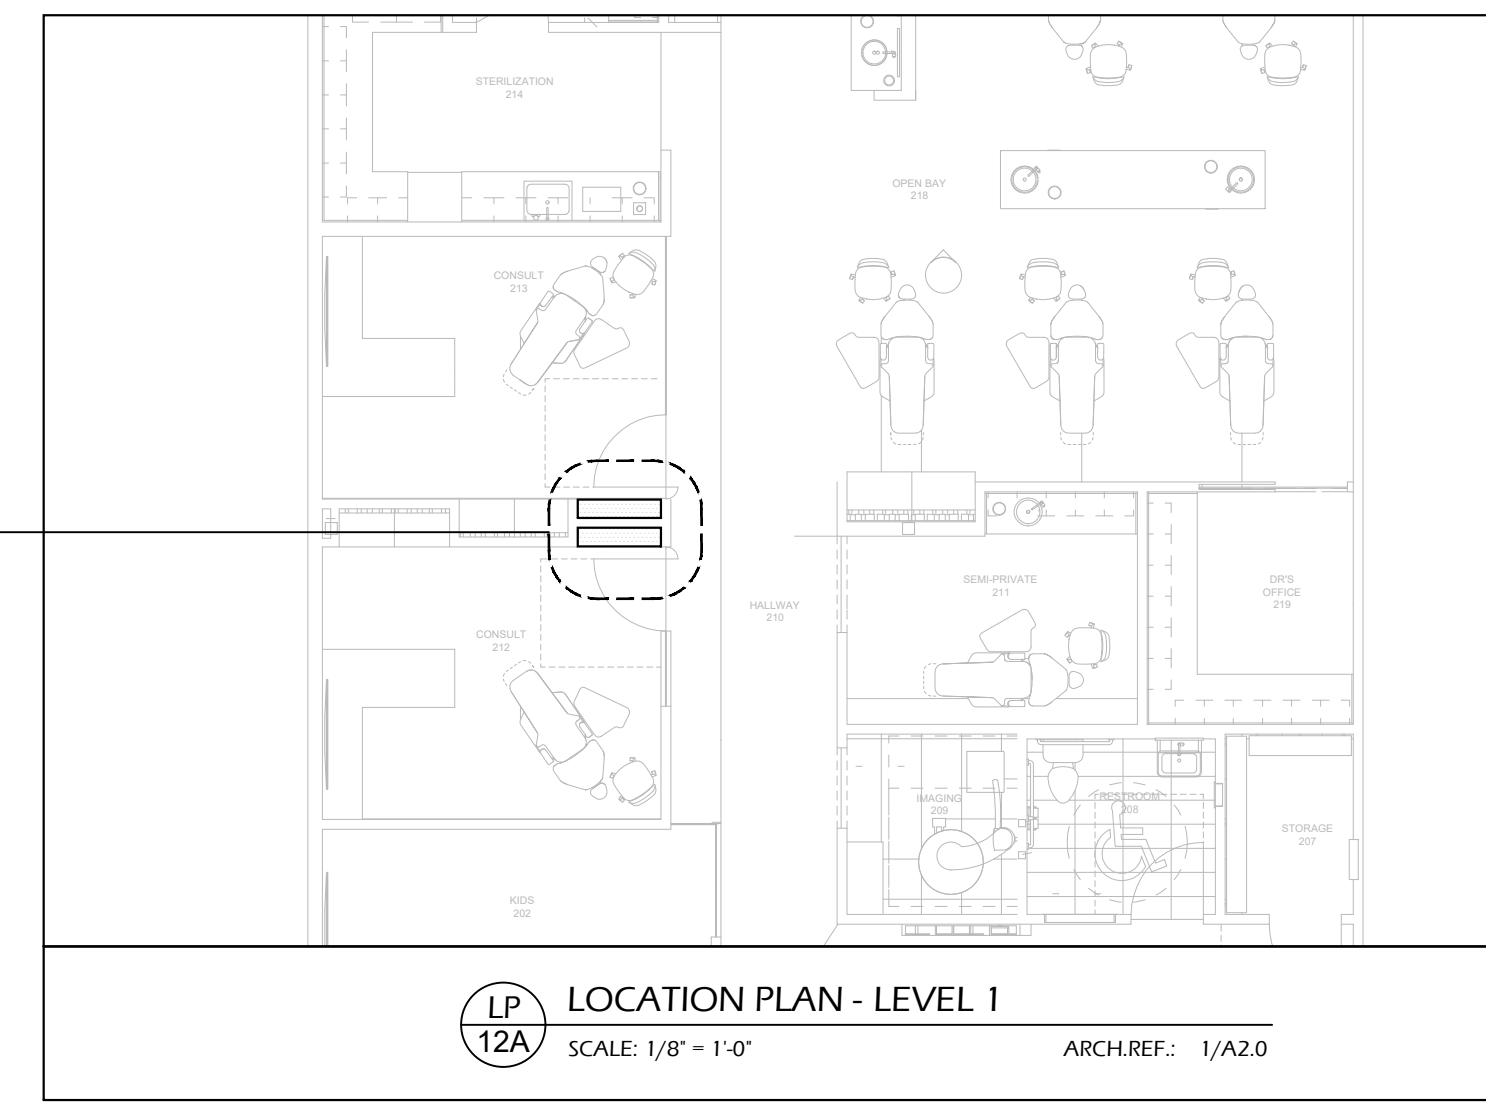 STERILIZATION
214
OPEN BAY
218
CONSULT
213
SEMI-PRIVATE
211
DR'S
OFFICE
219
HALLWAY
210
CONSULT
212
IMAGING
209
RESTROOM
208
STORAGE
207
KIDS
202
LP
12A
LOCATION PLAN - LEVEL 1
SCALE: 1/8" = 1'-0"
ARCH.REF.: 1/A2.0